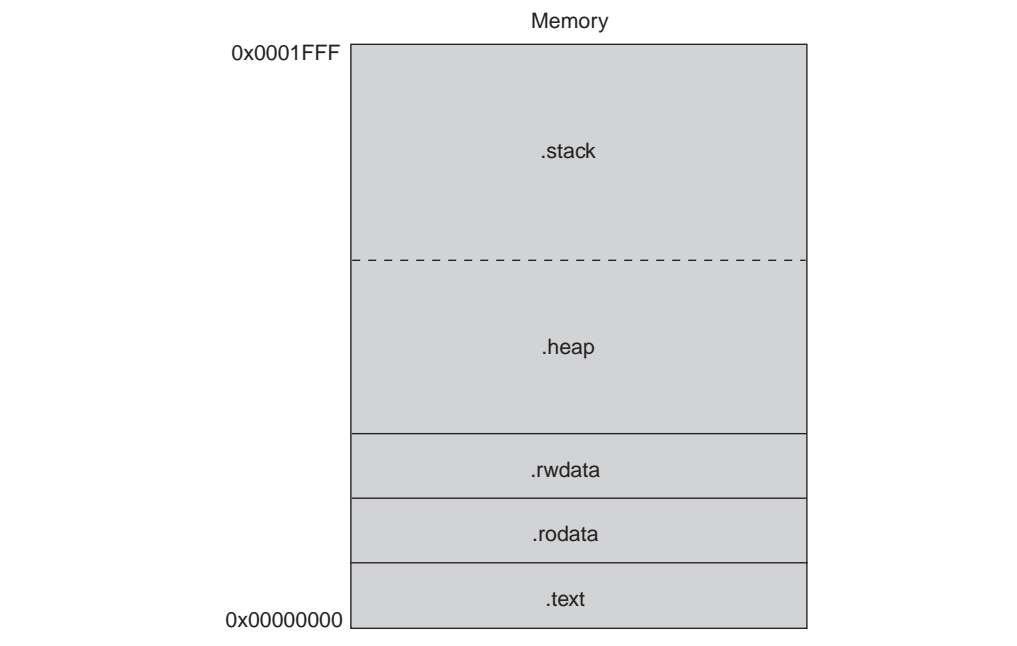 Memory
0x0001FFF
.stack
.heap
.rwdata
.rodata
.text
0x00000000